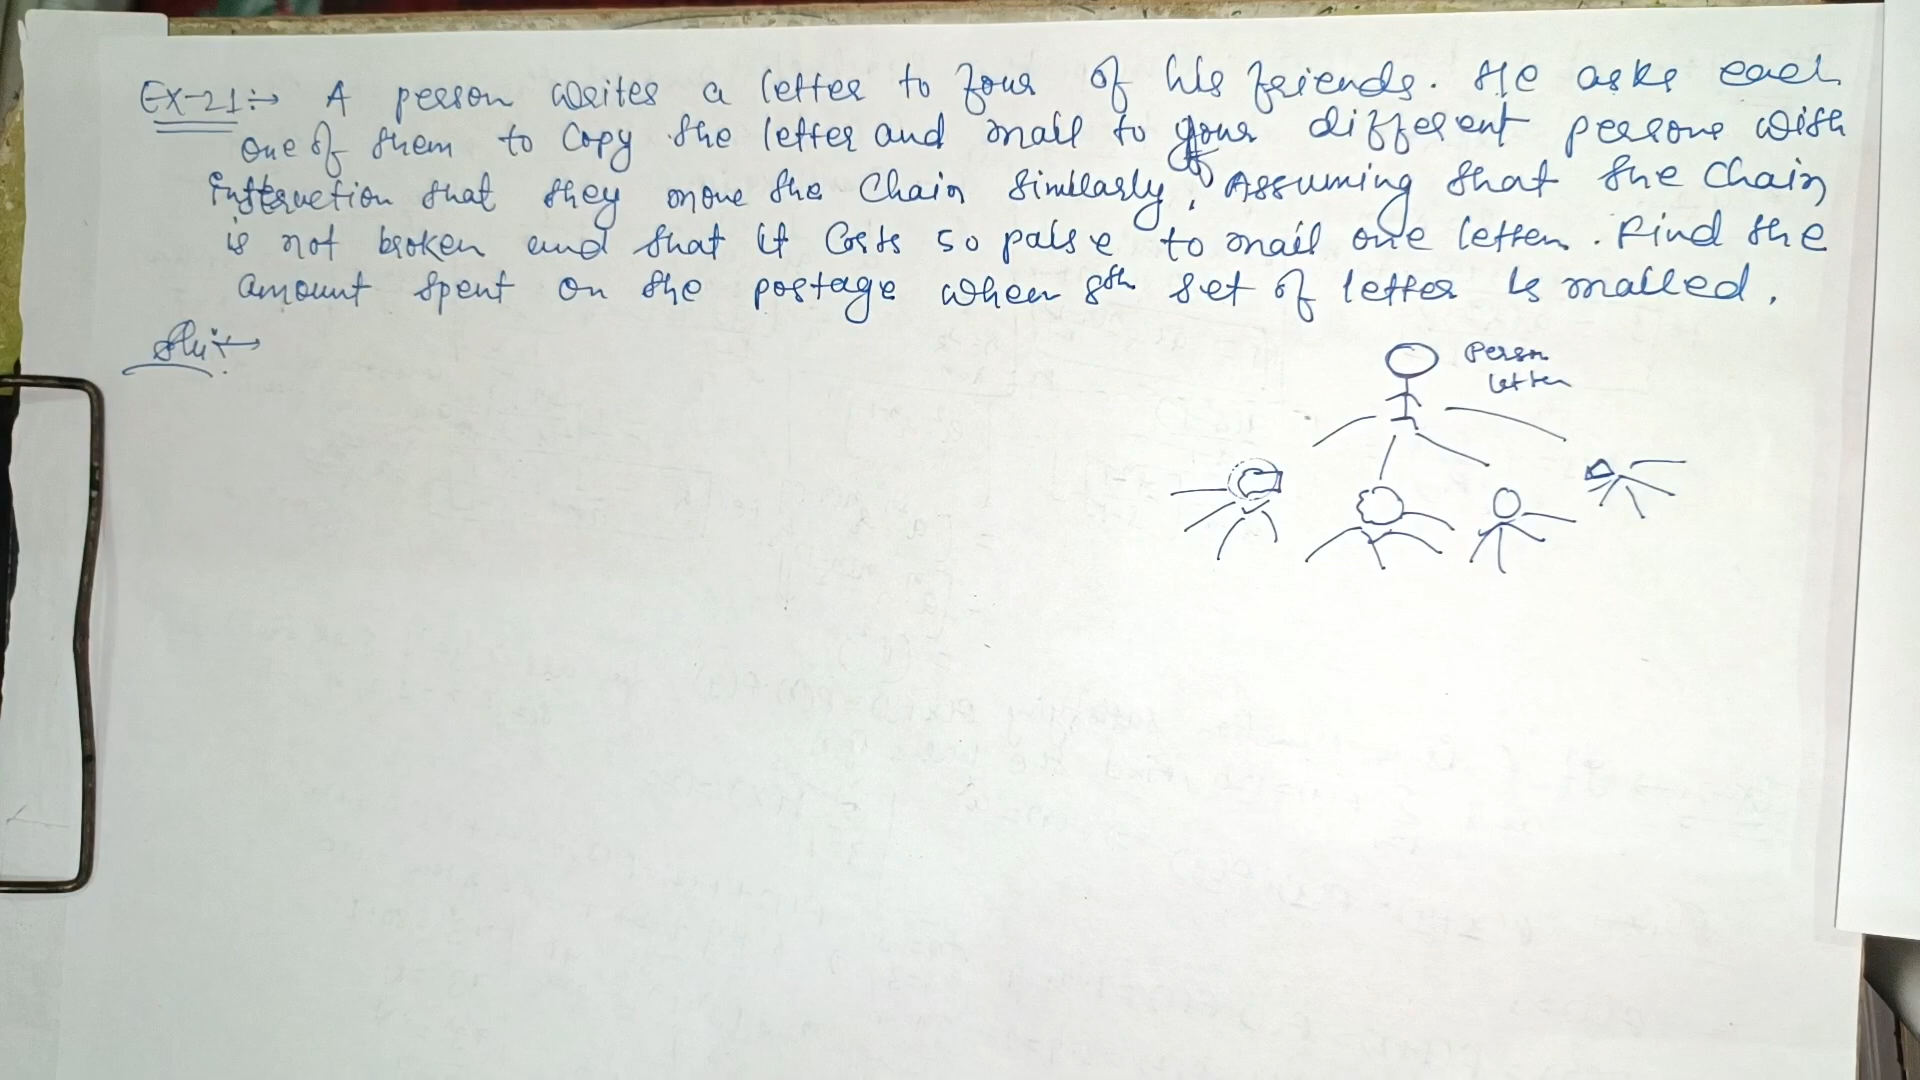 Ex-21:→ A person writes a letter to four of his friends. He asks each
one of them to copy the letter and mail to four different persons with
instruction that they move the chain similarly. Assuming that the chain
is not broken and that it costs 50 paise to mail one letter. Find the
amount spent on the postage when 8th set of letter is mailed.
Solu:→
Person
letter